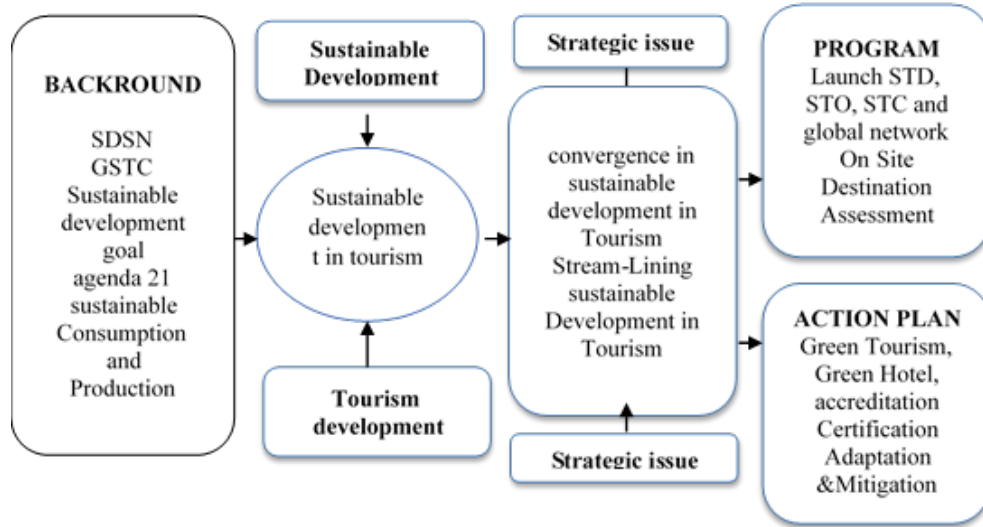 BACKROUND
SDSN
GSTC
Sustainable
development
goal
agenda 21
sustainable
Consumption
and
Production
Sustainable
Development
Sustainable
developmen
t in tourism
Tourism
development
Strategic issue
convergence in
sustainable
development in
Tourism
Stream-Lining
sustainable
Development in
Tourism
Strategic issue
PROGRAM
Launch STD,
STO, STC and
global network
On Site
Destination
Assessment
ACTION PLAN
Green Tourism,
Green Hotel,
accreditation
Certification
Adaptation
&Mitigation